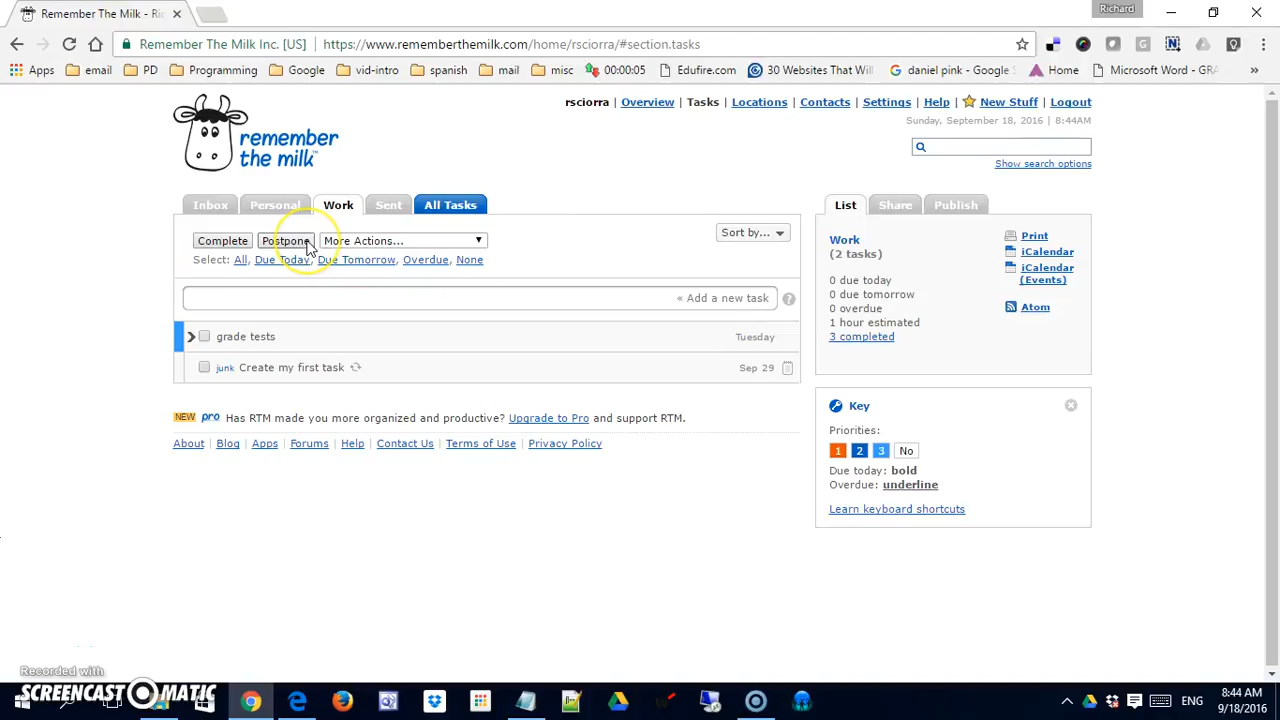 Remember The Milk - Ri
Richard
Remember The Milk Inc. [US] https://www.rememberthemilk.com/home/rsciorra/#section.tasks
Apps email PD Programming Google vid-intro spanish mail misc 00:00:05 Edufire.com 30 Websites That Will daniel pink - Google S Home Microsoft Word - GRA »
rsciorra | Overview | Tasks | Locations | Contacts | Settings | Help | New Stuff | Logout
Sunday, September 18, 2016 | 8:44AM
remember
the milk™
Show search options
Inbox Personal Work Sent All Tasks
List Share Publish
Complete Postpone More Actions...
Sort by...
Select: All, Due Today, Due Tomorrow, Overdue, None
Work
(2 tasks)
0 due today
0 due tomorrow
0 overdue
1 hour estimated
3 completed
Print
iCalendar
iCalendar
(Events)
Atom
« Add a new task ?
grade tests Tuesday
junk Create my first task Sep 29
NEW pro Has RTM made you more organized and productive? Upgrade to Pro and support RTM.
About | Blog | Apps | Forums | Help | Contact Us | Terms of Use | Privacy Policy
Key
Priorities:
1 2 3 No
Due today: bold
Overdue: underline
Learn keyboard shortcuts
Recorded with
SCREENCAST MATIC
ENG
8:44 AM
9/18/2016